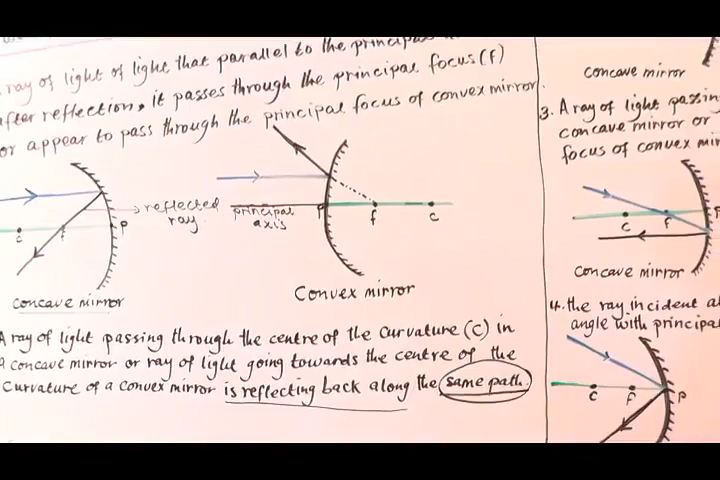 ray of light of light that parallel to the principal
after reflection, it passes through the principal focus (f)
or appear to pass through the principal focus of convex mirror.
reflected
ray.
principal
axis
P
f
c
c
f
P
concave mirror
Convex mirror
A ray of light passing through the centre of the curvature (c) in
a concave mirror or ray of light going towards the centre of the
curvature of a convex mirror is reflecting back along the same path.
concave mirror
3. A ray of light passing
concave mirror or
focus of convex mir
c
f
P
Concave mirror
4. the ray incident a
angle with principal
c
f
P